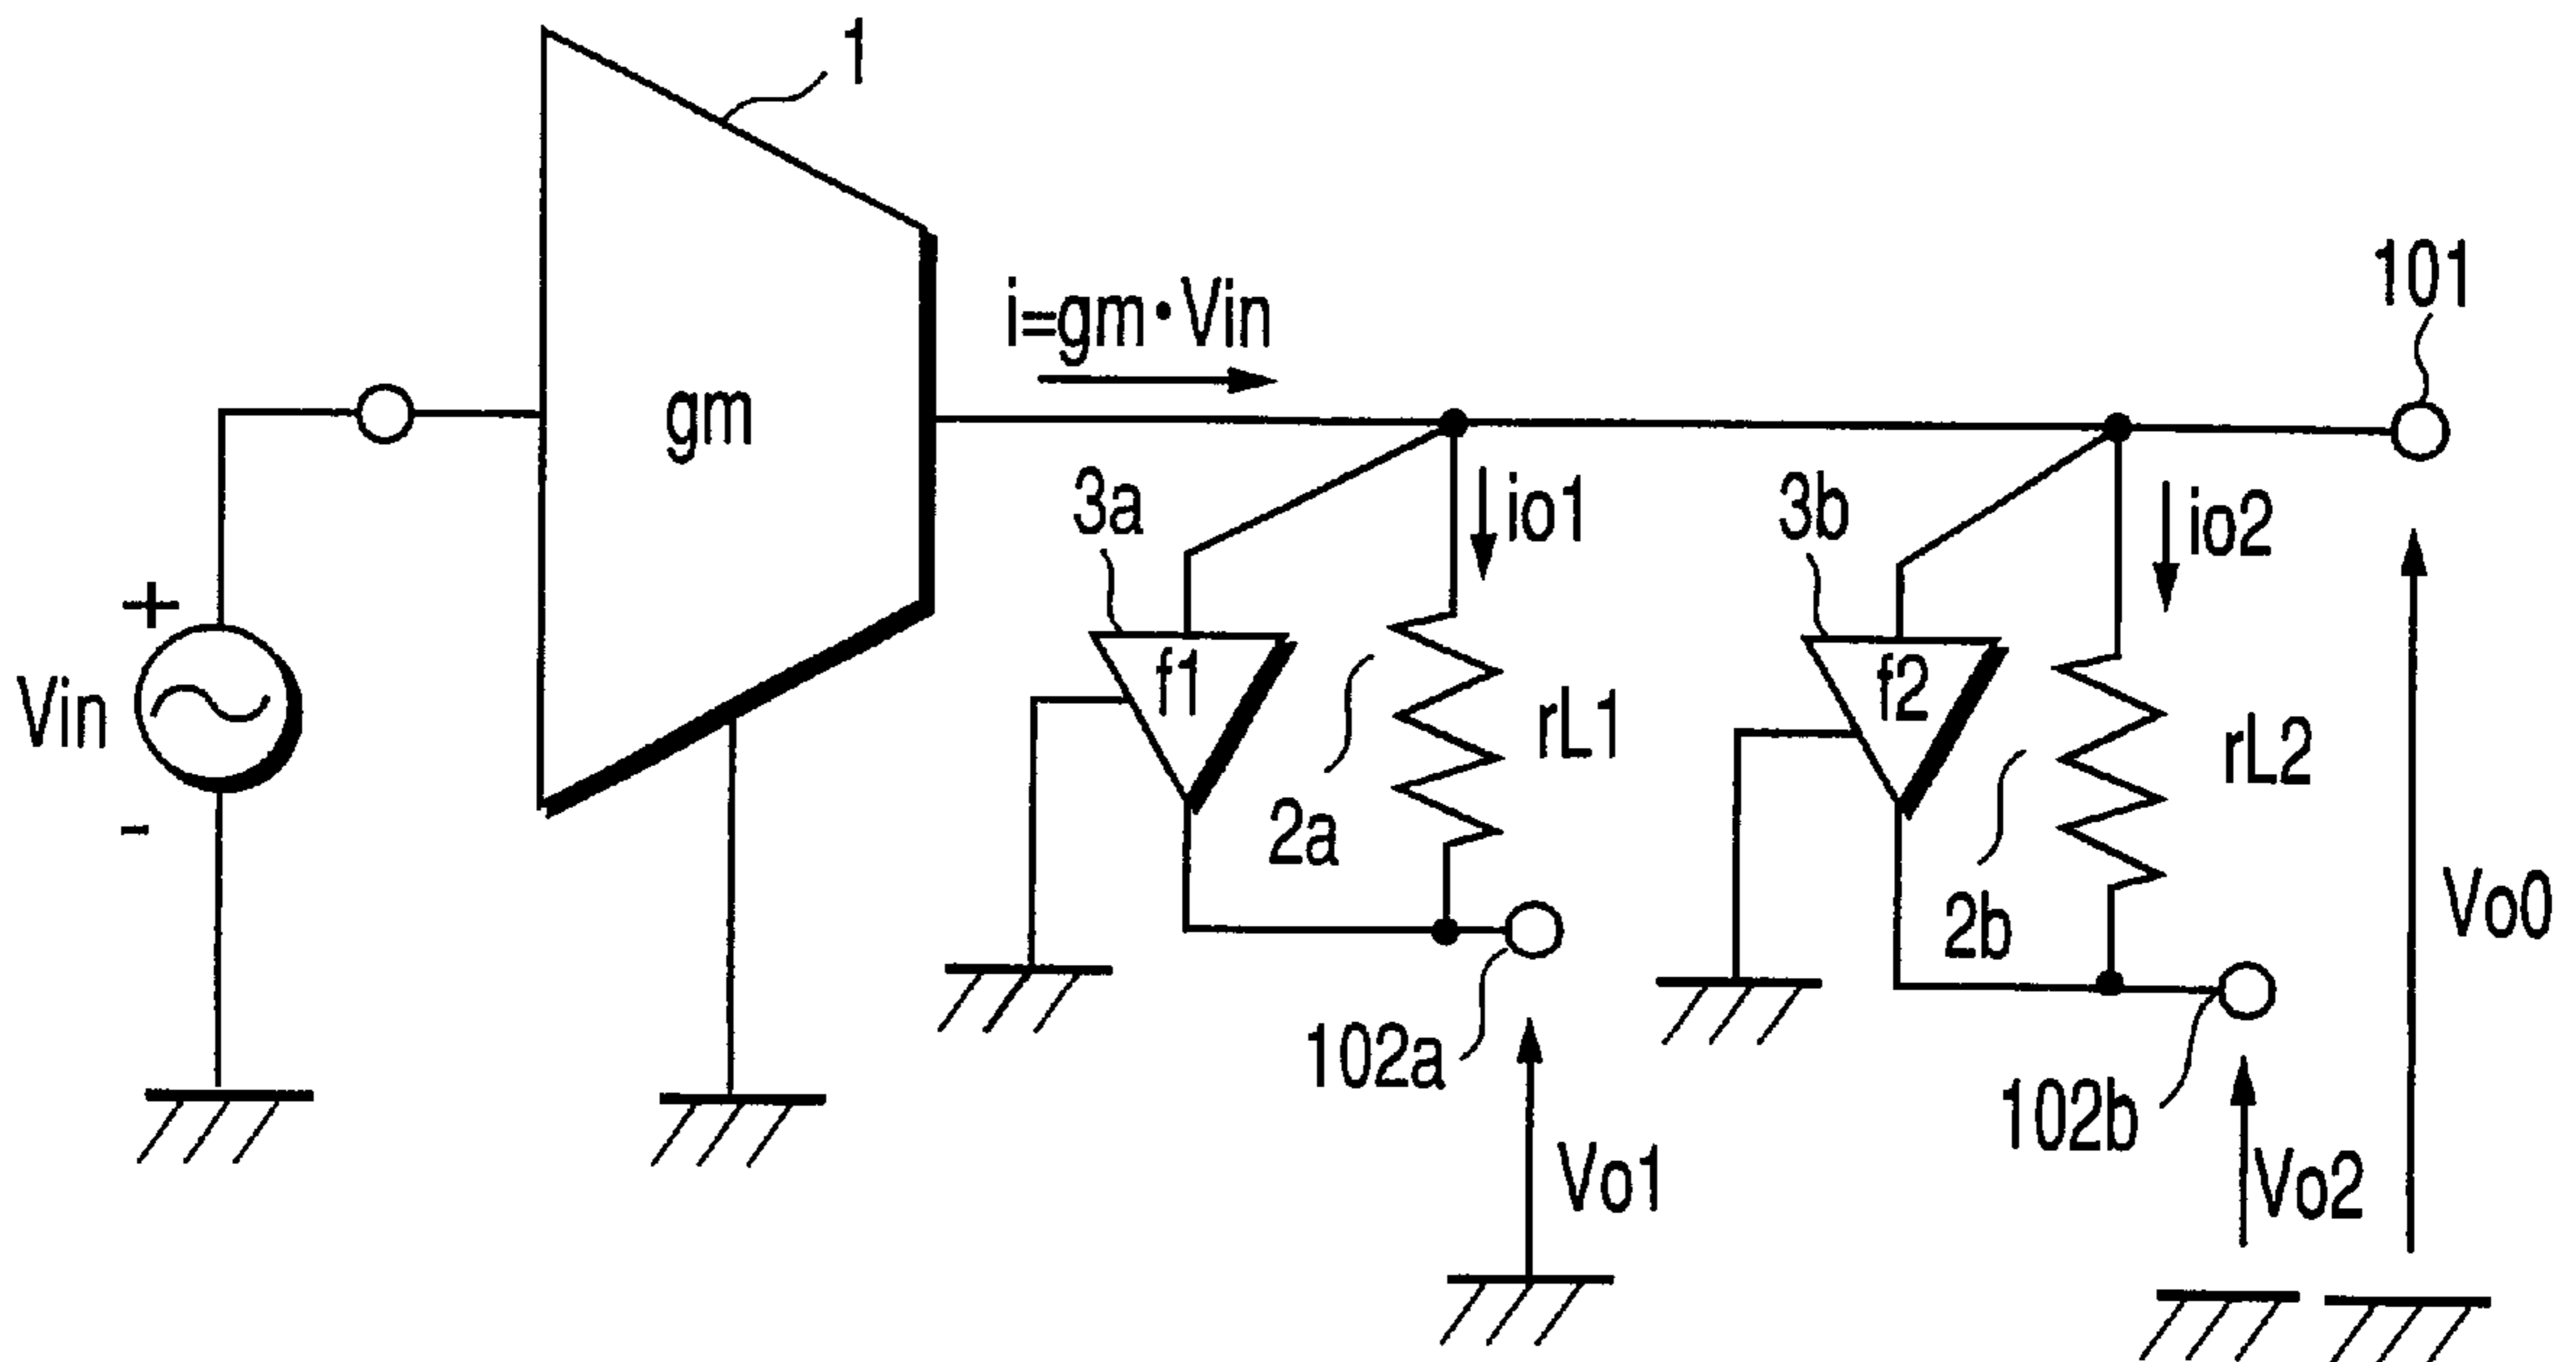 1
101
i=gm•Vin
gm
3a
io1
3b
io2
+
Vin
-
f1
rL1
f2
rL2
2a
2b
Vo0
102a
102b
Vo1
Vo2